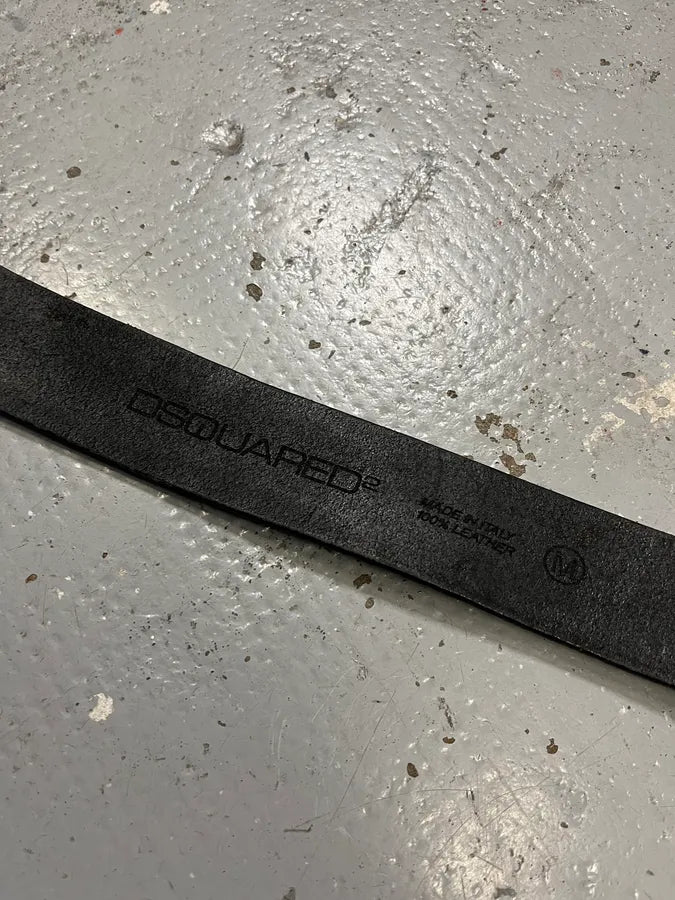 DSQUARED2
MADE IN ITALY
100% LEATHER
M